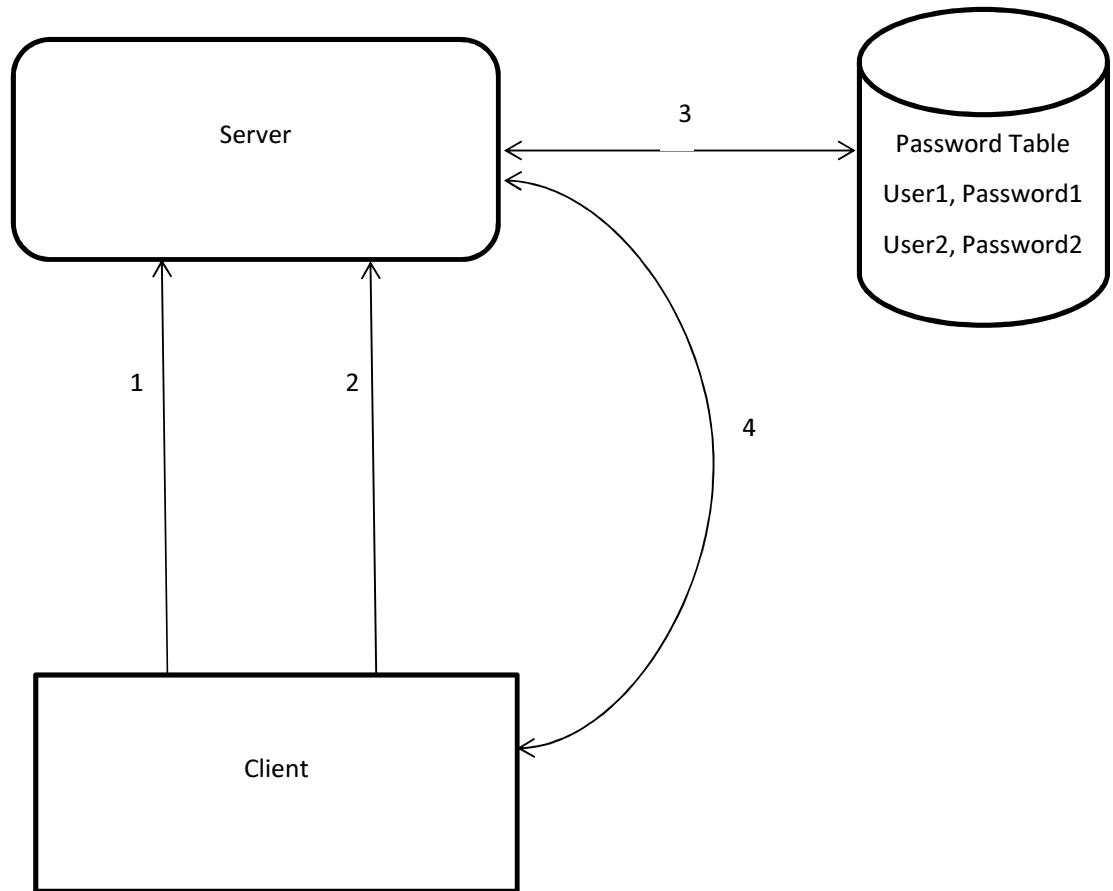 Server
3
Password Table
User1, Password1
User2, Password2
1
2
4
Client